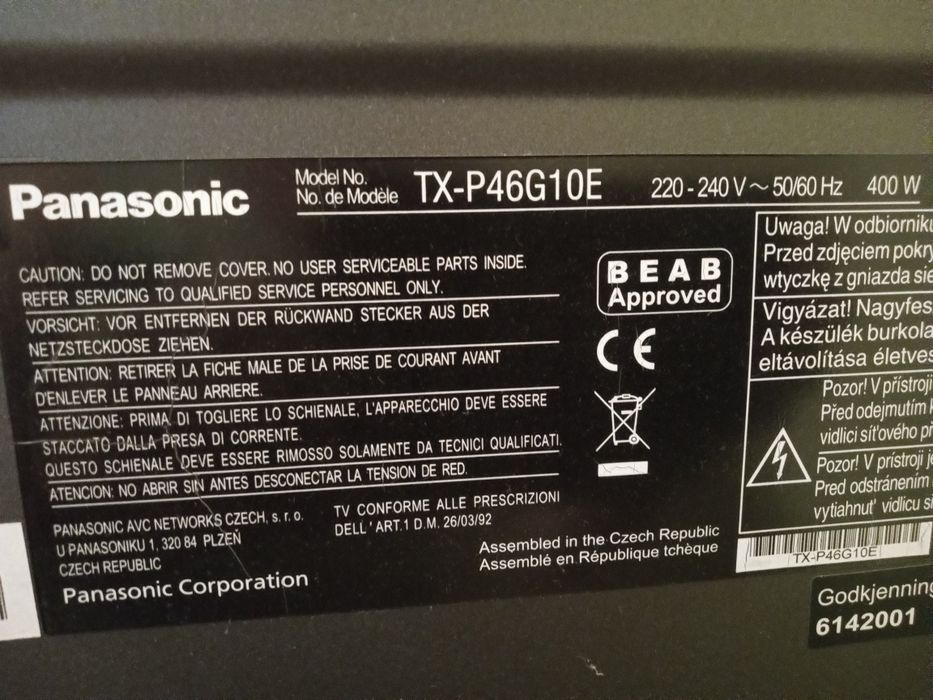 Panasonic
Model No.
No. de Modèle
TX-P46G10E
220 - 240 V ~ 50/60 Hz
400 W
CAUTION: DO NOT REMOVE COVER. NO USER SERVICEABLE PARTS INSIDE.
REFER SERVICING TO QUALIFIED SERVICE PERSONNEL ONLY.
VORSICHT: VOR ENTFERNEN DER RÜCKWAND STECKER AUS DER
NETZSTECKDOSE ZIEHEN.
ATTENTION: RETIRER LA FICHE MALE DE LA PRISE DE COURANT AVANT
D'ENLEVER LE PANNEAU ARRIERE.
ATTENZIONE: PRIMA DI TOGLIERE LO SCHIENALE, L'APPARECCHIO DEVE ESSERE
STACCATO DALLA PRESA DI CORRENTE.
QUESTO SCHIENALE DEVE ESSERE RIMOSSO SOLAMENTE DA TECNICI QUALIFICATI.
ATENCION: NO ABRIR SIN ANTES DESCONECTAR LA TENSION DE RED.
PANASONIC AVC NETWORKS CZECH, s. r. o.
U PANASONIKU 1, 320 84 PLZEŇ
CZECH REPUBLIC
Panasonic Corporation
TV CONFORME ALLE PRESCRIZIONI
DELL' ART.1 D.M. 26/03/92
BEAB
Approved
CE
Assembled in the Czech Republic
Assemblé en République tchèque
Uwaga! W odbiorniku
Przed zdjęciem pokry
wtyczkę z gniazda sie
Vigyázat! Nagyfes
A készülék burkola
eltávolítása életves
Pozor! V přístroji
Před odejmutím k
vidlici síťového př
Pozor! V prístroji je
Pred odstránením
vytiahnuť vidlicu si
TX-P46G10E
Godkjenning
6142001